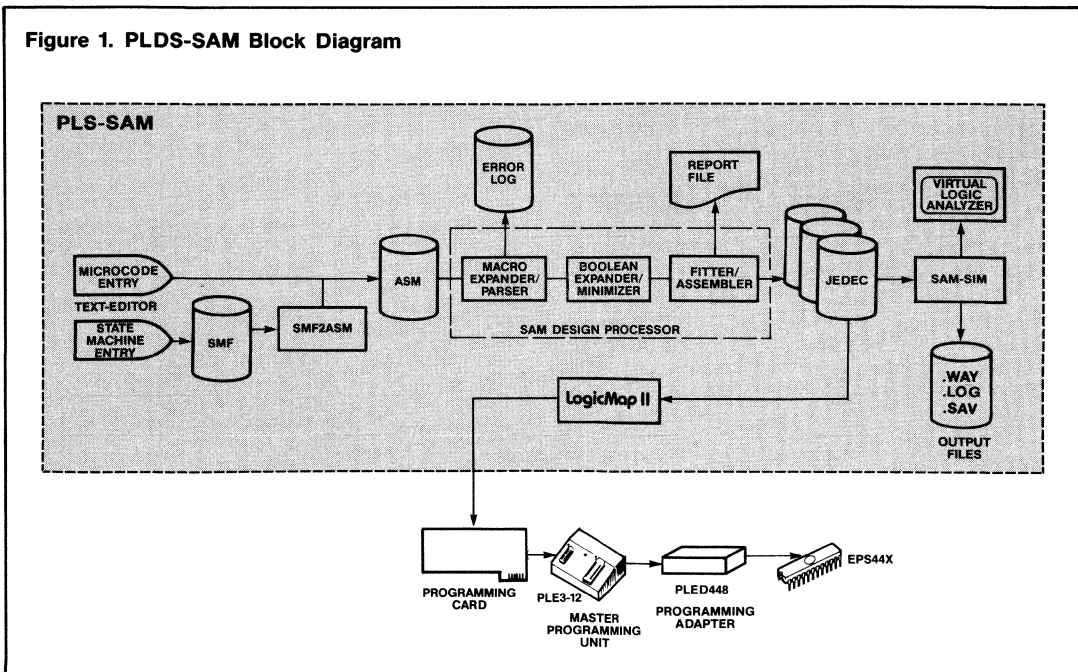 Figure 1. PLDS-SAM Block Diagram
PLS-SAM
ERROR
LOG
REPORT
FILE
VIRTUAL
LOGIC
ANALYZER
MICROCODE
ENTRY
TEXT-EDITOR
STATE
MACHINE
ENTRY
SMF
SMF2ASM
ASM
MACRO
EXPANDER/
PARSER
BOOLEAN
EXPANDER/
MINIMIZER
FITTER/
ASSEMBLER
SAM DESIGN PROCESSOR
JEDEC
SAM-SIM
.WAY
.LOG
.SAV
OUTPUT
FILES
LogicMap II
PROGRAMMING
CARD
PLE3-12
MASTER
PROGRAMMING
UNIT
PLED448
PROGRAMMING
ADAPTER
EPS44X